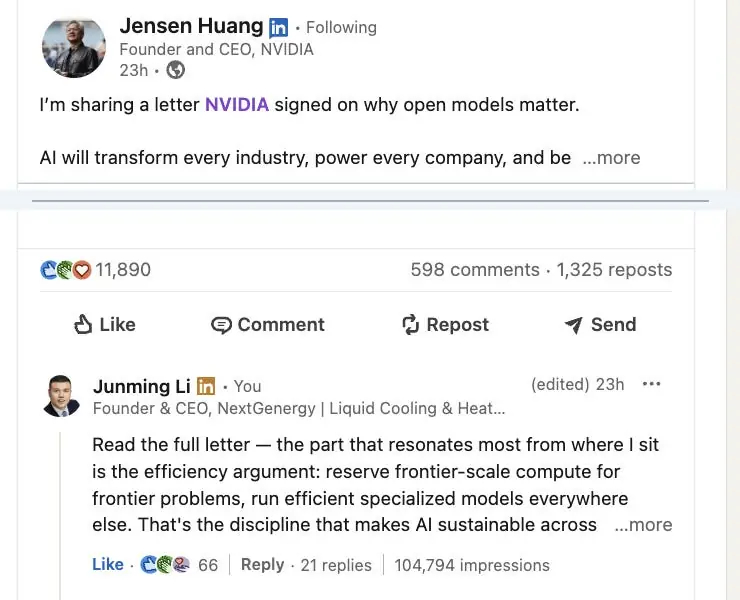 Jensen Huang in · Following
Founder and CEO, NVIDIA
23h ·
I'm sharing a letter NVIDIA signed on why open models matter.
AI will transform every industry, power every company, and be ...more
11,890 598 comments · 1,325 reposts
Like Comment Repost Send
Junming Li in · You (edited) 23h ...
Founder & CEO, NextGenergy | Liquid Cooling & Heat...
Read the full letter — the part that resonates most from where I sit
is the efficiency argument: reserve frontier-scale compute for
frontier problems, run efficient specialized models everywhere
else. That's the discipline that makes AI sustainable across ...more
Like · 66 | Reply · 21 replies | 104,794 impressions